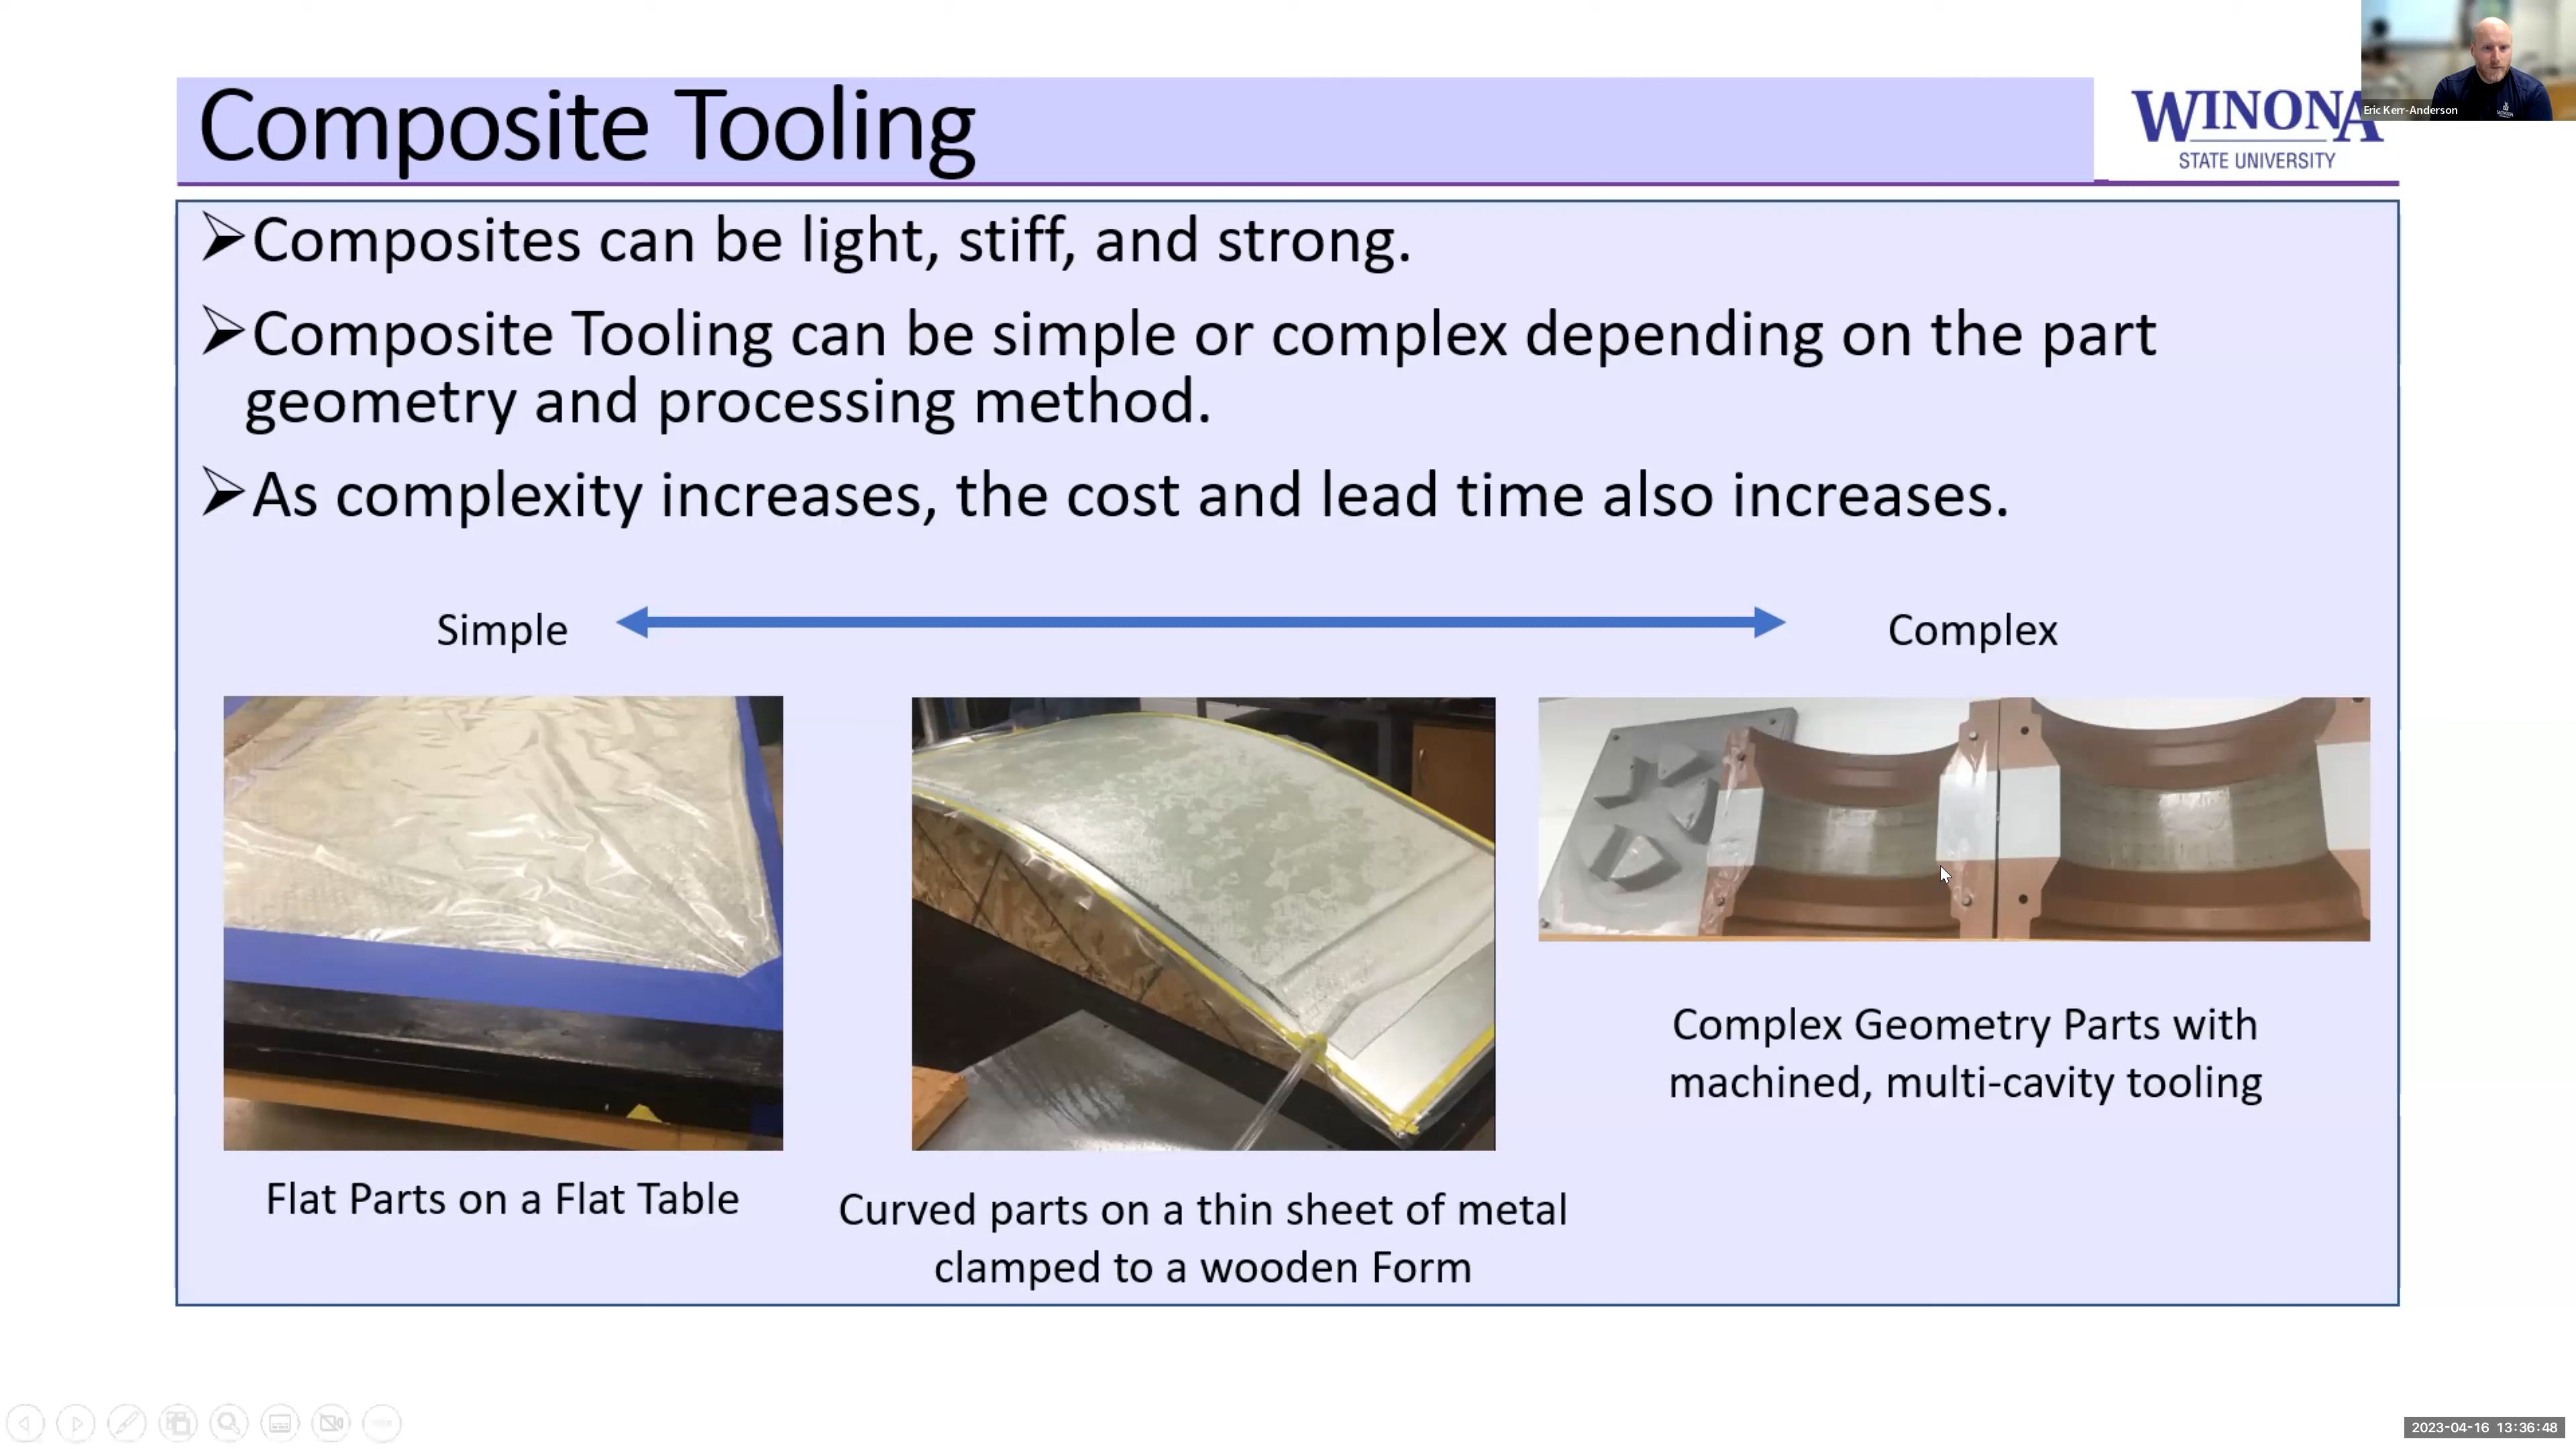 Composite Tooling
WINONA
STATE UNIVERSITY
Eric Kerr-Anderson
Composites can be light, stiff, and strong.
Composite Tooling can be simple or complex depending on the part
geometry and processing method.
As complexity increases, the cost and lead time also increases.
Simple
Complex
Flat Parts on a Flat Table
Curved parts on a thin sheet of metal
clamped to a wooden Form
Complex Geometry Parts with
machined, multi-cavity tooling
2023-04-16 13:36:48